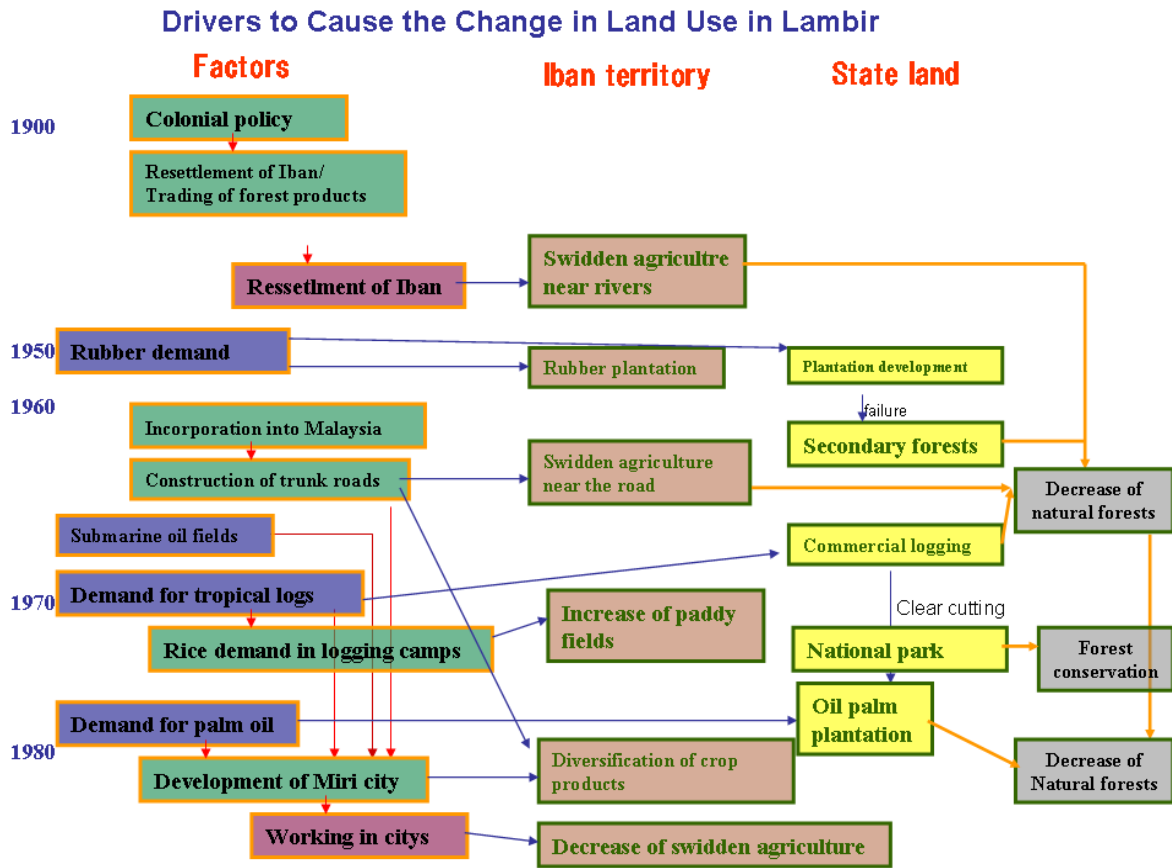 Drivers to Cause the Change in Land Use in Lambir
Factors
Iban territory
State land
1900
Colonial policy
Resettlement of Iban/
Trading of forest products
Ressetlment of Iban
Swidden agricultre
near rivers
1950
Rubber demand
Rubber plantation
Plantation development
1960
failure
Incorporation into Malaysia
Secondary forests
Construction of trunk roads
Swidden agriculture
near the road
Decrease of
natural forests
Submarine oil fields
Commercial logging
1970
Demand for tropical logs
Clear cutting
Rice demand in logging camps
Increase of paddy
fields
National park
Forest
conservation
Demand for palm oil
Oil palm
plantation
1980
Development of Miri city
Diversification of crop
products
Decrease of
Natural forests
Working in citys
Decrease of swidden agriculture